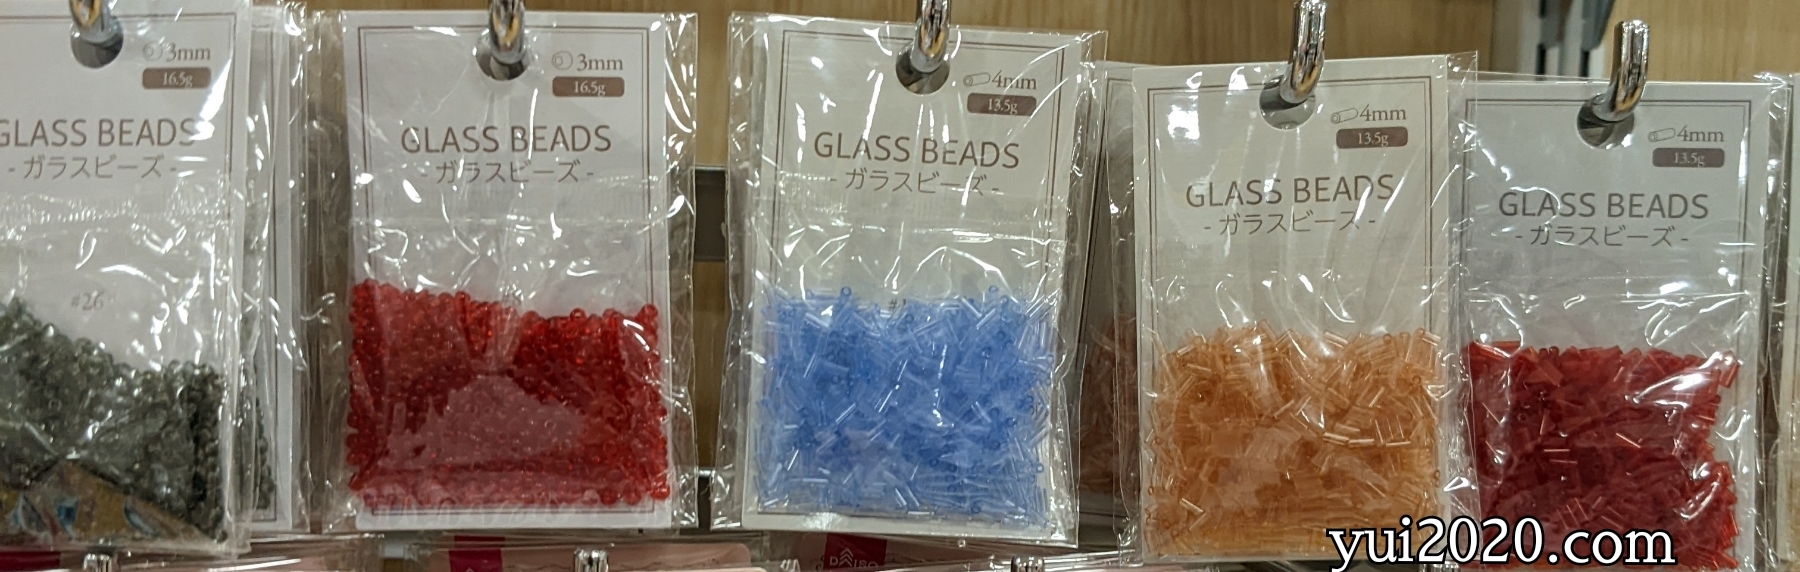 3mm
16.5g
GLASS BEADS
-ガラスビーズ-
#26
3mm
16.5g
GLASS BEADS
-ガラスビーズ-
4mm
13.5g
GLASS BEADS
-ガラスビーズ-
4mm
13.5g
GLASS BEADS
-ガラスビーズ-
4mm
13.5g
GLASS BEADS
-ガラスビーズ-
DAISO
yui2020.com